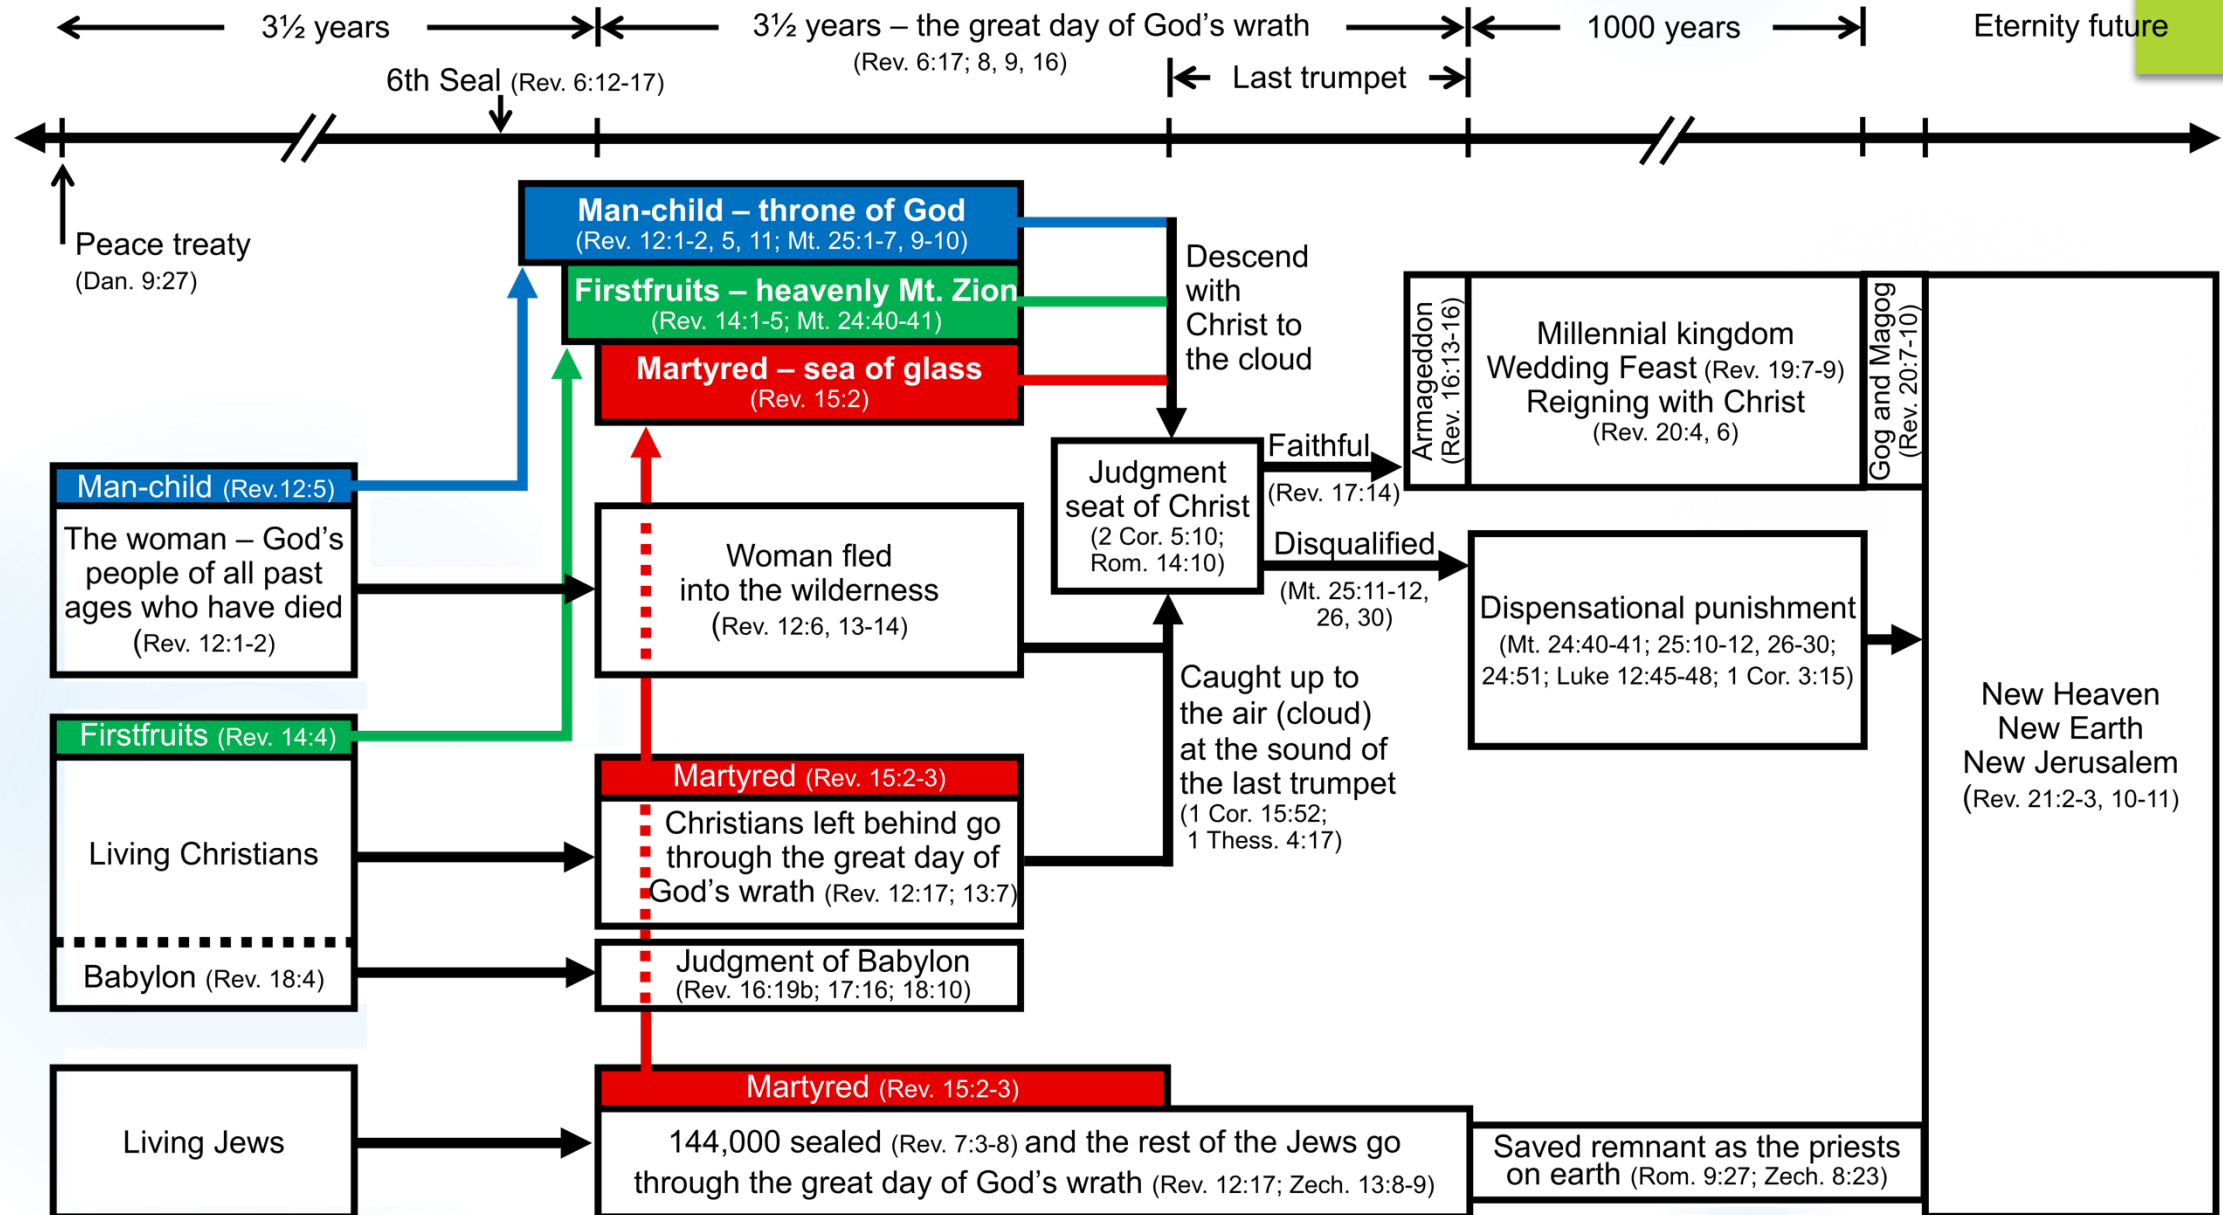 3½ years
3½ years – the great day of God’s wrath
(Rev. 6:17; 8, 9, 16)
1000 years
Eternity future
6th Seal (Rev. 6:12-17)
Last trumpet
Peace treaty
(Dan. 9:27)
Man-child – throne of God
(Rev. 12:1-2, 5, 11; Mt. 25:1-7, 9-10)
Firstfruits – heavenly Mt. Zion
(Rev. 14:1-5; Mt. 24:40-41)
Martyred – sea of glass
(Rev. 15:2)
Descend
with
Christ to
the cloud
Man-child (Rev.12:5)
The woman – God’s
people of all past
ages who have died
(Rev. 12:1-2)
Woman fled
into the wilderness
(Rev. 12:6, 13-14)
Judgment
seat of Christ
(2 Cor. 5:10;
Rom. 14:10)
Faithful
(Rev. 17:14)
Disqualified
(Mt. 25:11-12,
26, 30)
Armageddon
(Rev. 16:13-16)
Millennial kingdom
Wedding Feast (Rev. 19:7-9)
Reigning with Christ
(Rev. 20:4, 6)
Gog and Magog
(Rev. 20:7-10)
Dispensational punishment
(Mt. 24:40-41; 25:10-12, 26-30;
24:51; Luke 12:45-48; 1 Cor. 3:15)
New Heaven
New Earth
New Jerusalem
(Rev. 21:2-3, 10-11)
Caught up to
the air (cloud)
at the sound of
the last trumpet
(1 Cor. 15:52;
1 Thess. 4:17)
Firstfruits (Rev. 14:4)
Living Christians
Babylon (Rev. 18:4)
Martyred (Rev. 15:2-3)
Christians left behind go
through the great day of
God’s wrath (Rev. 12:17; 13:7)
Judgment of Babylon
(Rev. 16:19b; 17:16; 18:10)
Living Jews
Martyred (Rev. 15:2-3)
144,000 sealed (Rev. 7:3-8) and the rest of the Jews go
through the great day of God’s wrath (Rev. 12:17; Zech. 13:8-9)
Saved remnant as the priests
on earth (Rom. 9:27; Zech. 8:23)